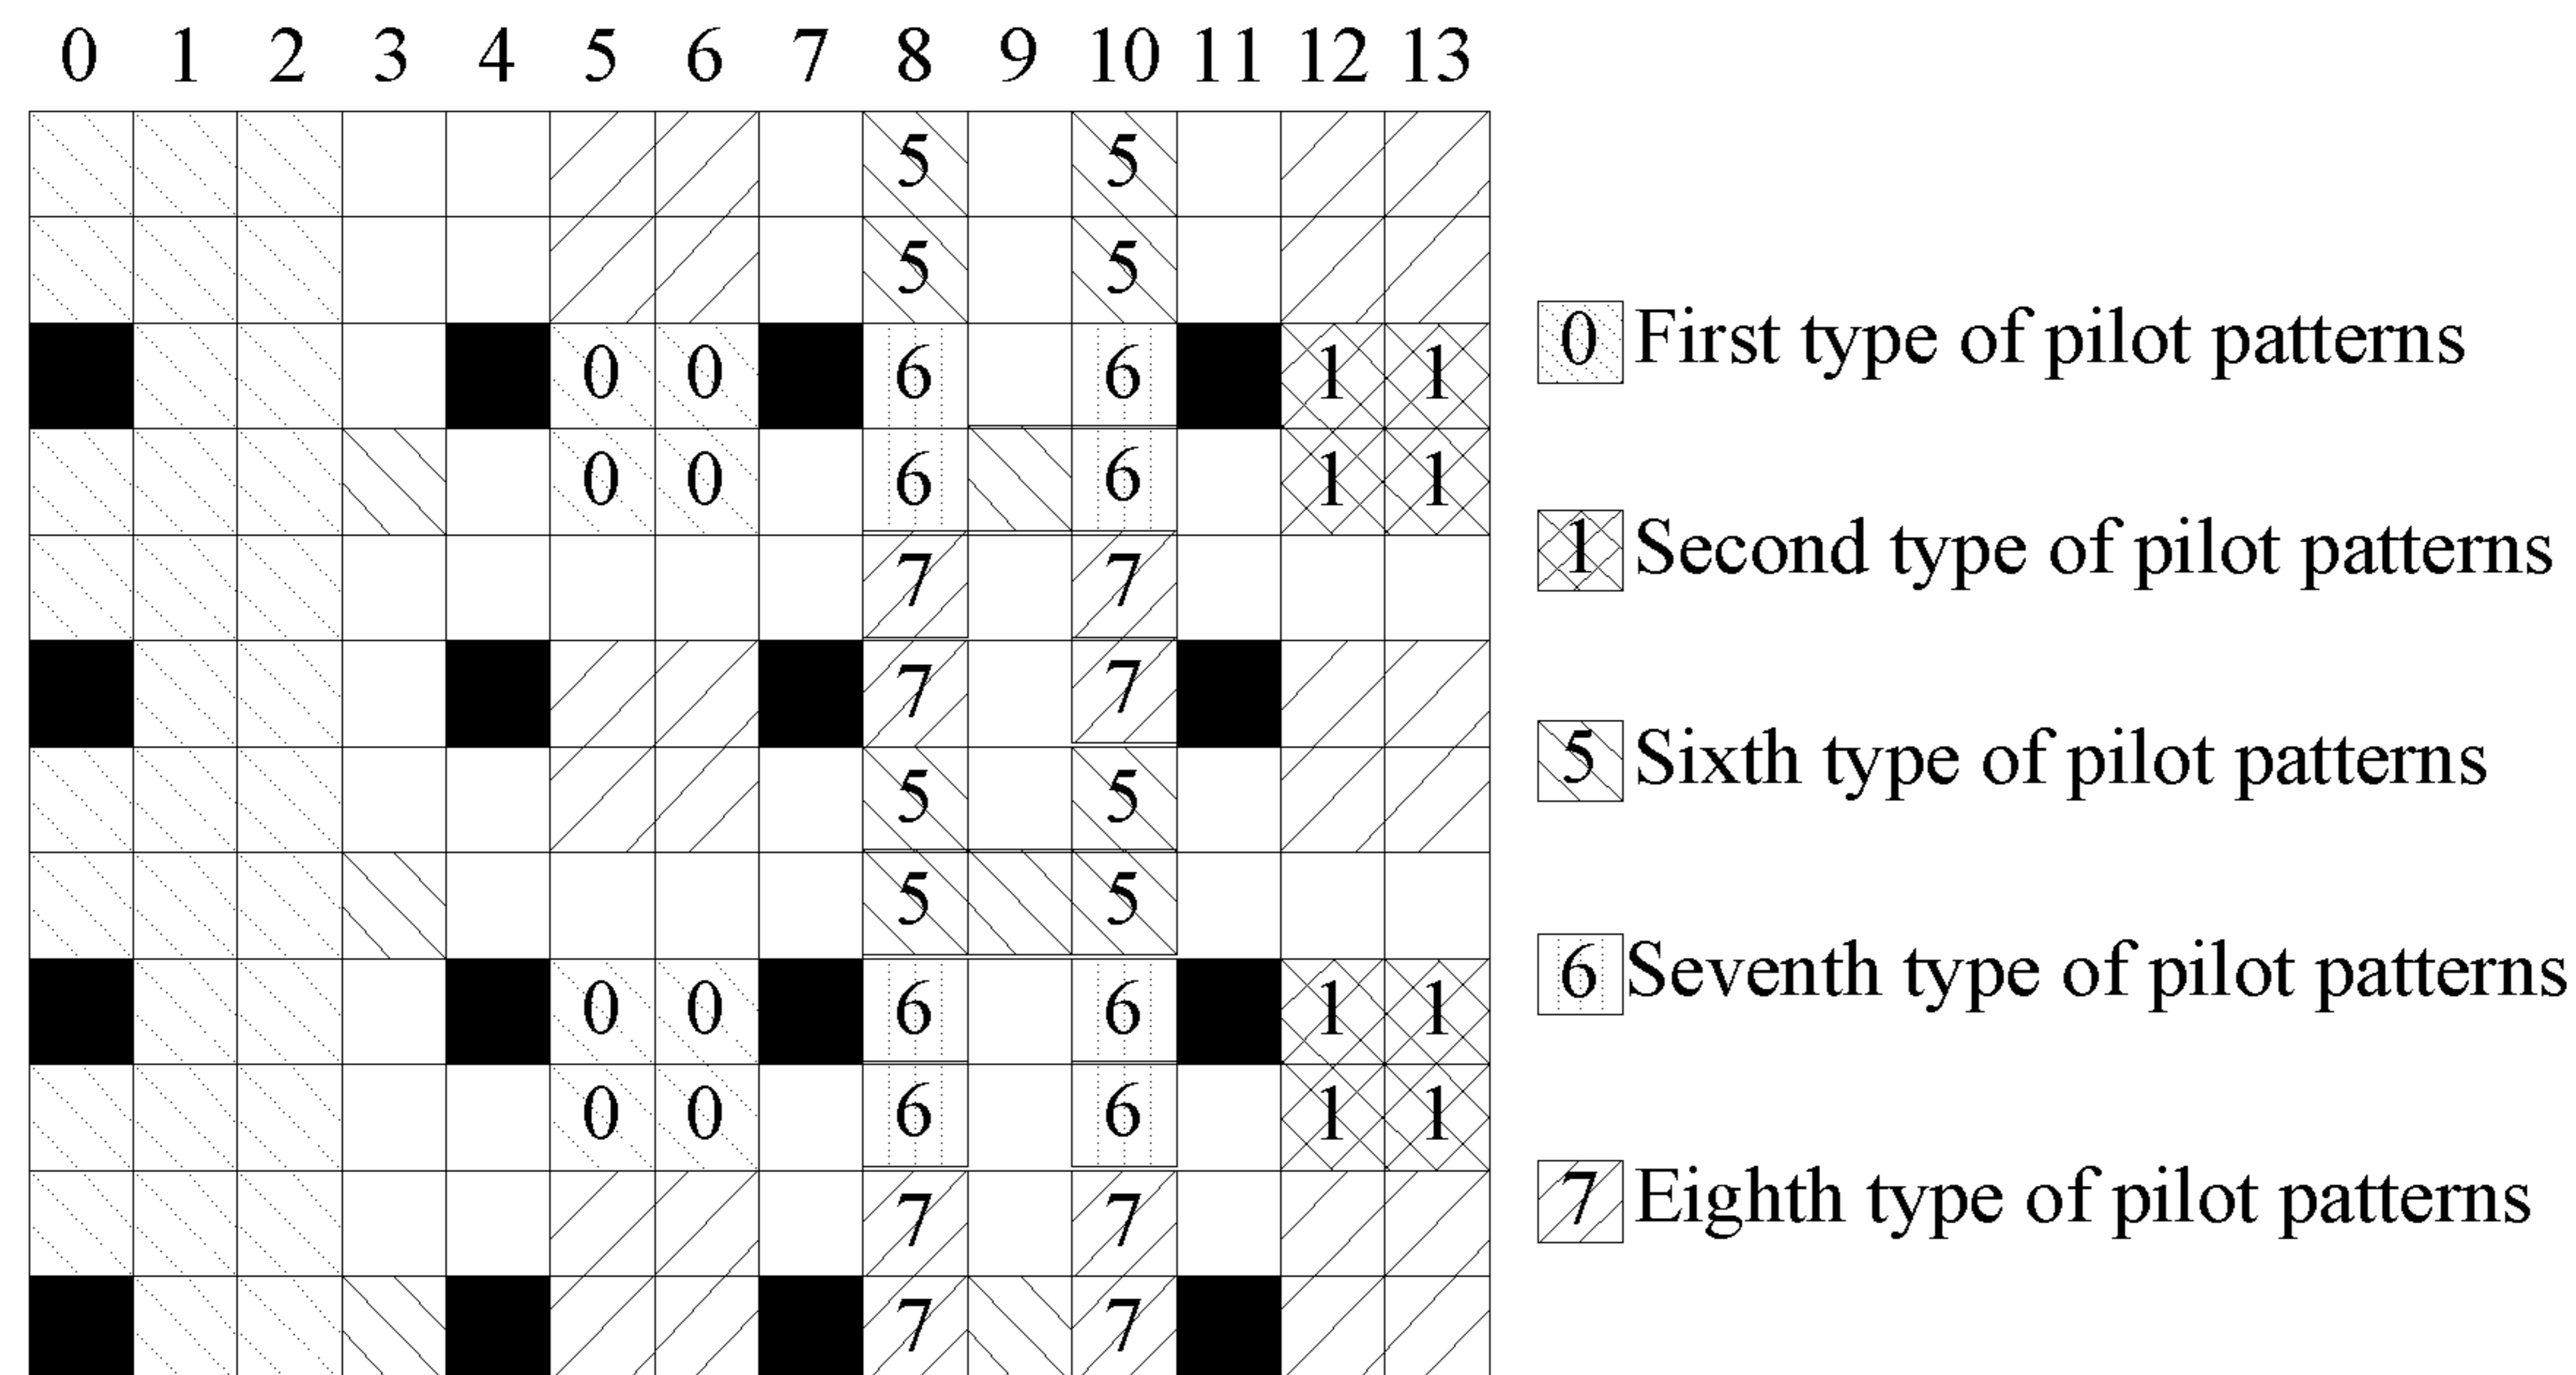 0 1 2 3 4 5 6 7 8 9 10 11 12 13
5 5
5 5
0 0 6 6 1 1
0 First type of pilot patterns
0 0 6 6 1 1
1 Second type of pilot patterns
7 7
7 7
5 5
5 Sixth type of pilot patterns
5 5
0 0 6 6 1 1
6 Seventh type of pilot patterns
0 0 6 6 1 1
7 7
7 Eighth type of pilot patterns
7 7